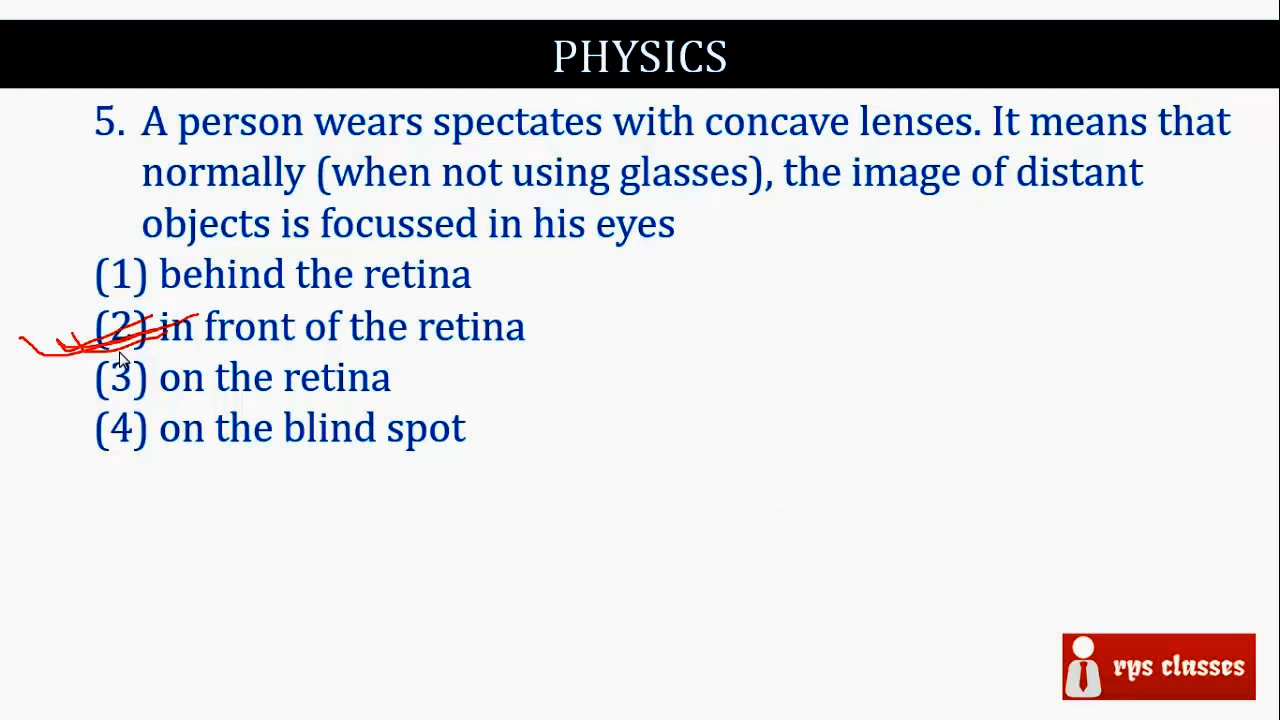 PHYSICS
5. A person wears spectates with concave lenses. It means that
normally (when not using glasses), the image of distant
objects is focussed in his eyes
(1) behind the retina
(2) in front of the retina
(3) on the retina
(4) on the blind spot
rps classes